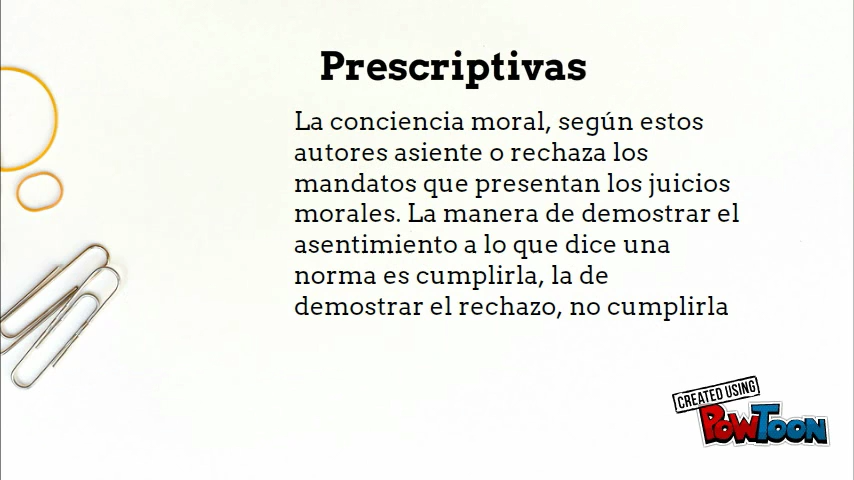 Prescriptivas
La conciencia moral, según estos
autores asiente o rechaza los
mandatos que presentan los juicios
morales. La manera de demostrar el
asentimiento a lo que dice una
norma es cumplirla, la de
demostrar el rechazo, no cumplirla
CREATED USING
POWTOON